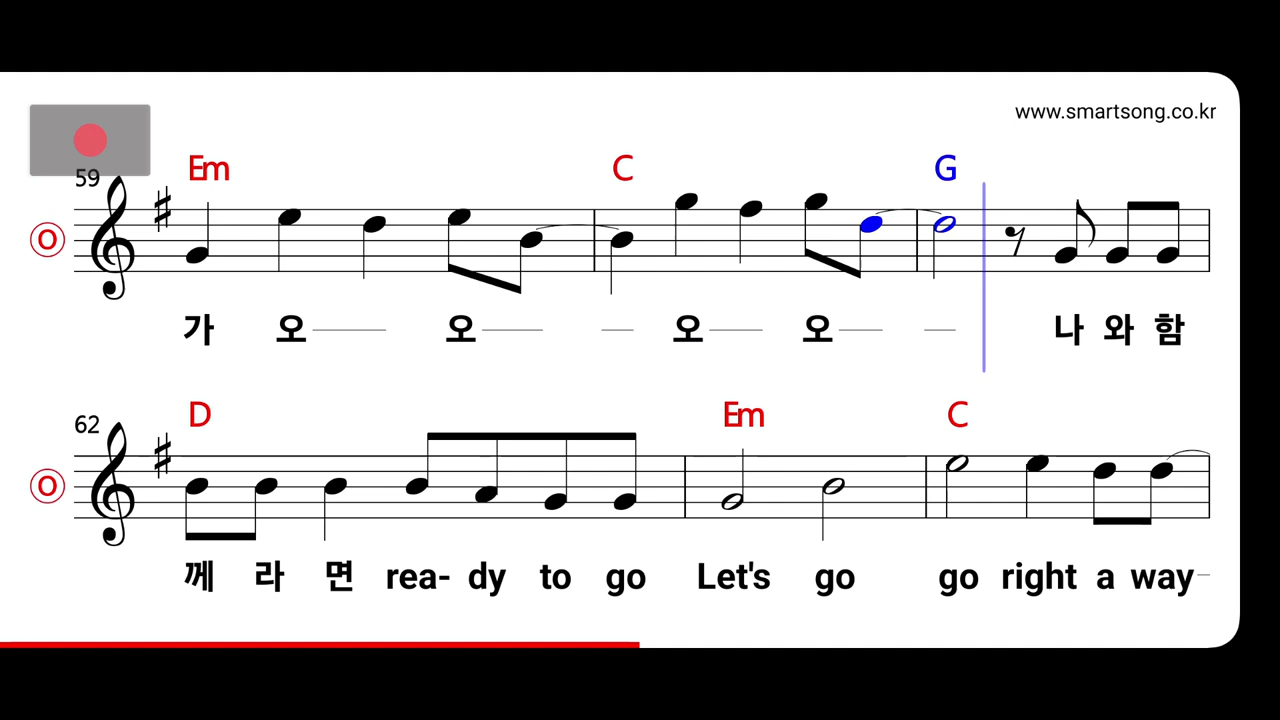 www.smartsong.co.kr
59 Em C G
O
가 오 오 오 오 나 와 함
62 D Em C
O
께 라 면 rea- dy to go Let's go go right a way